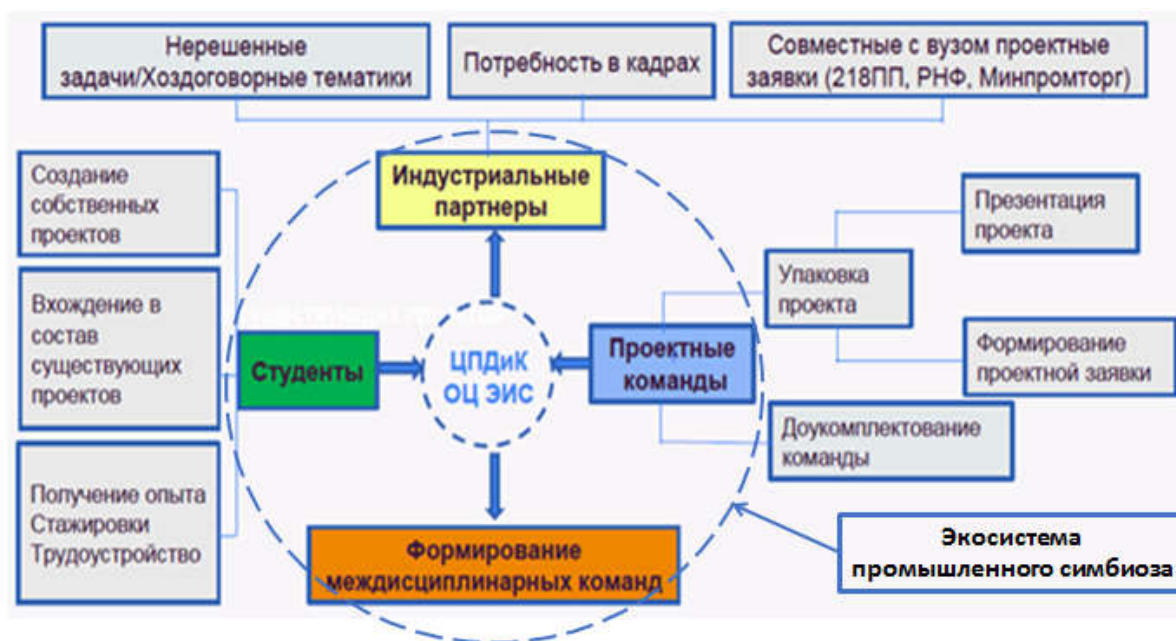 Нерешенные
задачи/Хоздоговорные тематики
Потребность в кадрах
Совместные с вузом проектные
заявки (218ПП, РНФ, Минпромторг)
Создание
собственных
проектов
Индустриальные
партнеры
Презентация
проекта
Упаковка
проекта
Вхождение в
состав
существующих
проектов
Студенты
ЦПДиК
ОЦ ЭИС
Проектные
команды
Формирование
проектной заявки
Доукомплектование
команды
Получение опыта
Стажировки
Трудоустройство
Формирование
междисциплинарных команд
Экосистема
промышленного симбиоза